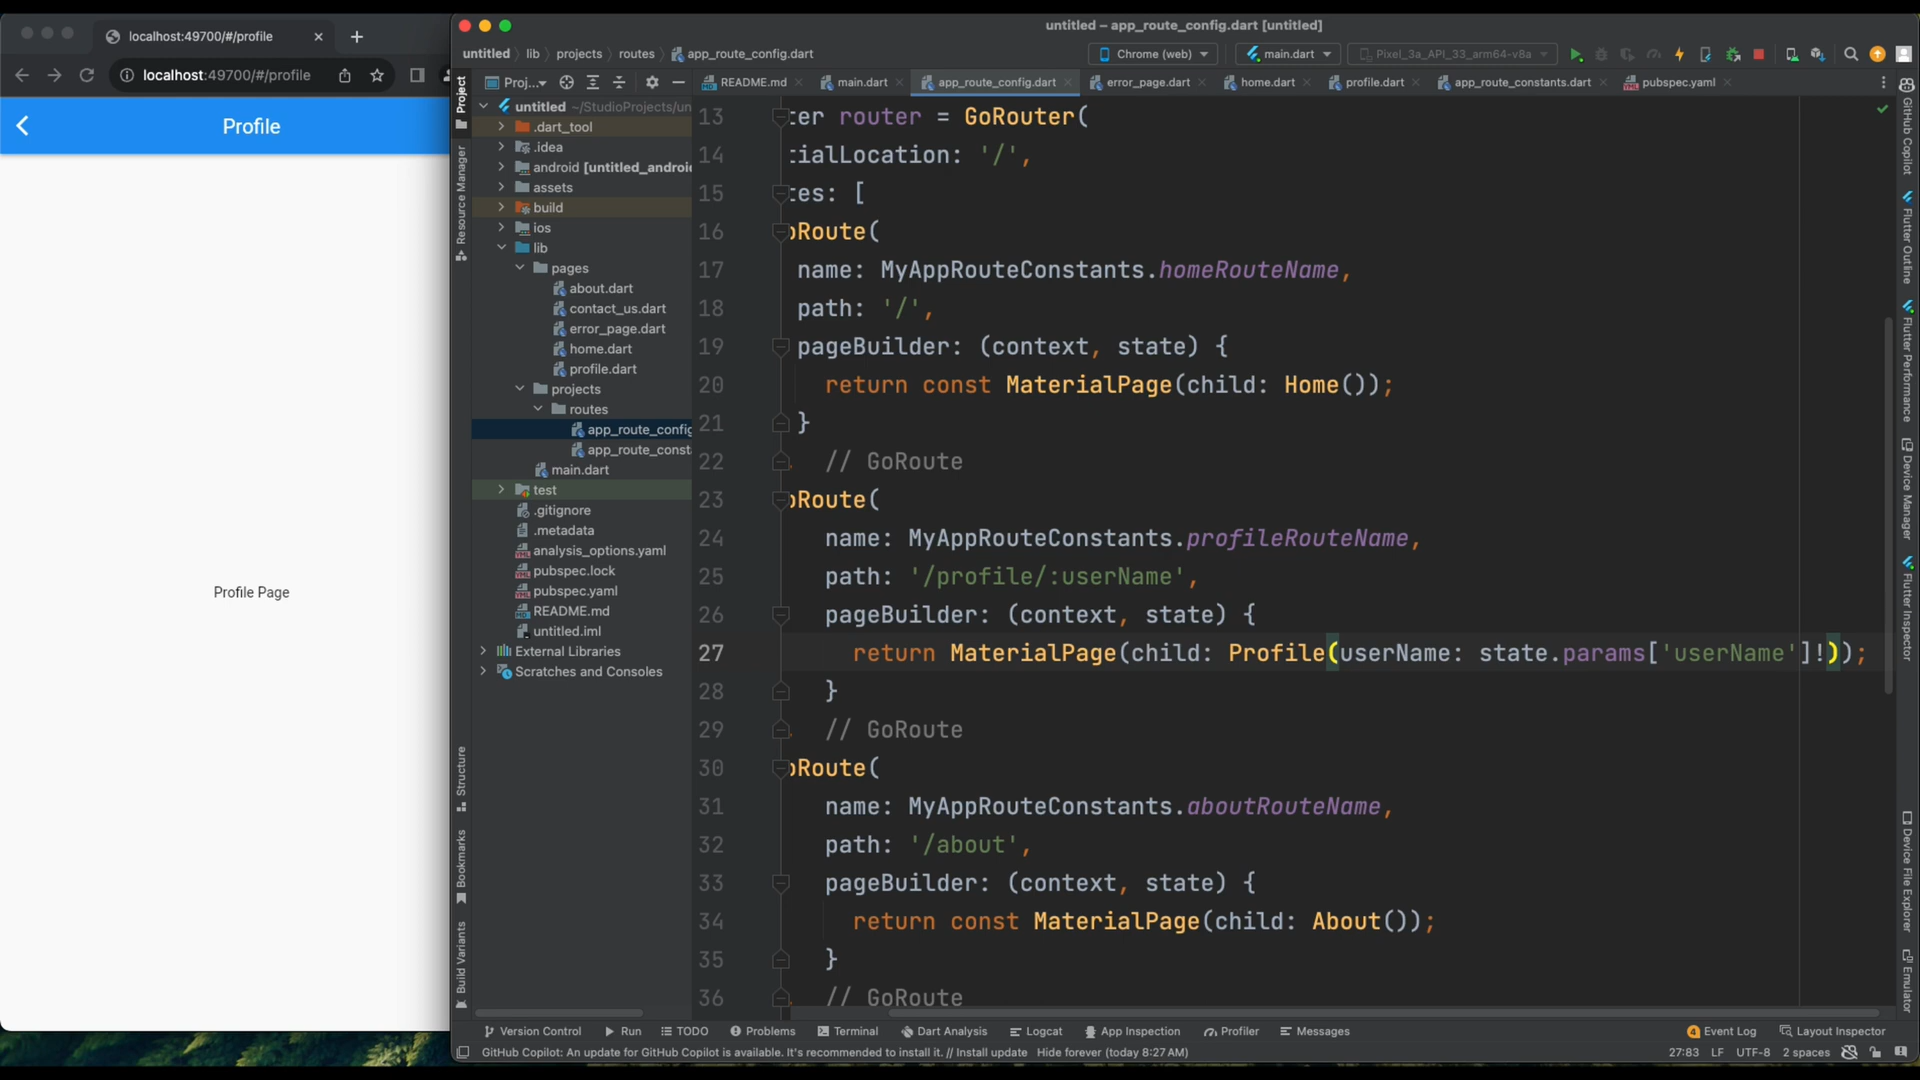 localhost:49700/#/profile
localhost:49700/#/profile
Profile
Profile Page
untitled – app_route_config.dart [untitled]
untitled lib projects routes app_route_config.dart
Chrome (web)
main.dart
Pixel_3a_API_33_arm64-v8a
Proj...
README.md
main.dart
app_route_config.dart
error_page.dart
home.dart
profile.dart
app_route_constants.dart
pubspec.yaml
Project
Resource Manager
Structure
Bookmarks
Build Variants
untitled ~/StudioProjects/un
.dart_tool
.idea
android [untitled_androi
assets
build
ios
lib
pages
about.dart
contact_us.dart
error_page.dart
home.dart
profile.dart
projects
routes
app_route_config
app_route_const
main.dart
test
.gitignore
.metadata
analysis_options.yaml
pubspec.lock
pubspec.yaml
README.md
untitled.iml
External Libraries
Scratches and Consoles
13 ter router = GoRouter(
14 tialLocation: '/',
15 tes: [
16 oRoute(
17 name: MyAppRouteConstants.homeRouteName,
18 path: '/',
19 pageBuilder: (context, state) {
20 return const MaterialPage(child: Home());
21 }
22 , // GoRoute
23 oRoute(
24 name: MyAppRouteConstants.profileRouteName,
25 path: '/profile/:userName',
26 pageBuilder: (context, state) {
27 return MaterialPage(child: Profile(userName: state.params['userName']!));
28 }
29 , // GoRoute
30 oRoute(
31 name: MyAppRouteConstants.aboutRouteName,
32 path: '/about',
33 pageBuilder: (context, state) {
34 return const MaterialPage(child: About());
35 }
36 , // GoRoute
GitHub Copilot
Flutter Outline
Flutter Performance
Device Manager
Flutter Inspector
Device File Explorer
Emulator
Version Control
Run
TODO
Problems
Terminal
Dart Analysis
Logcat
App Inspection
Profiler
Messages
4 Event Log
Layout Inspector
GitHub Copilot: An update for GitHub Copilot is available. It's recommended to install it. // Install update Hide forever (today 8:27 AM)
27:83 LF UTF-8 2 spaces